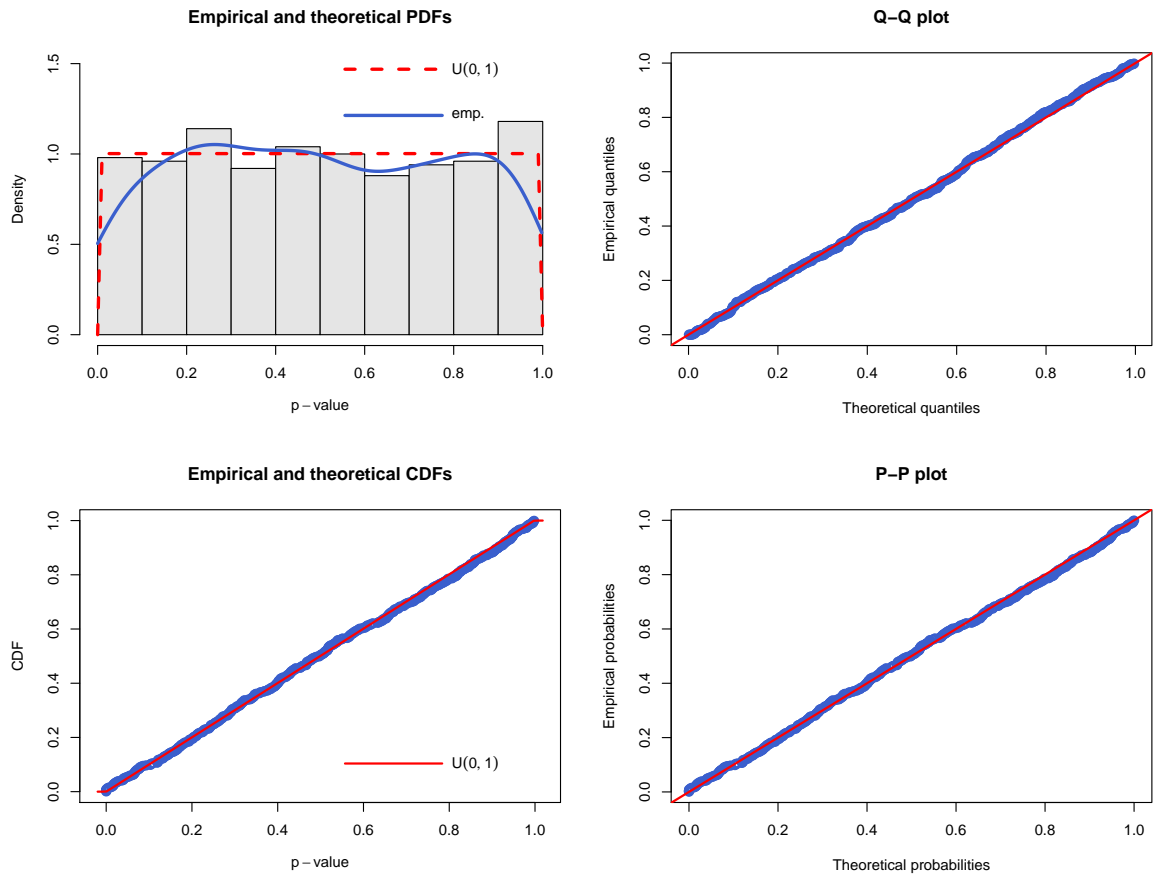 Empirical and theoretical PDFs
Density
0.0 0.5 1.0 1.5
U(0, 1)
emp.
0.0 0.2 0.4 0.6 0.8 1.0
p−value
Q−Q plot
Empirical quantiles
0.0 0.2 0.4 0.6 0.8 1.0
0.0 0.2 0.4 0.6 0.8 1.0
Theoretical quantiles
Empirical and theoretical CDFs
CDF
0.0 0.2 0.4 0.6 0.8 1.0
U(0, 1)
0.0 0.2 0.4 0.6 0.8 1.0
p−value
P−P plot
Empirical probabilities
0.0 0.2 0.4 0.6 0.8 1.0
0.0 0.2 0.4 0.6 0.8 1.0
Theoretical probabilities